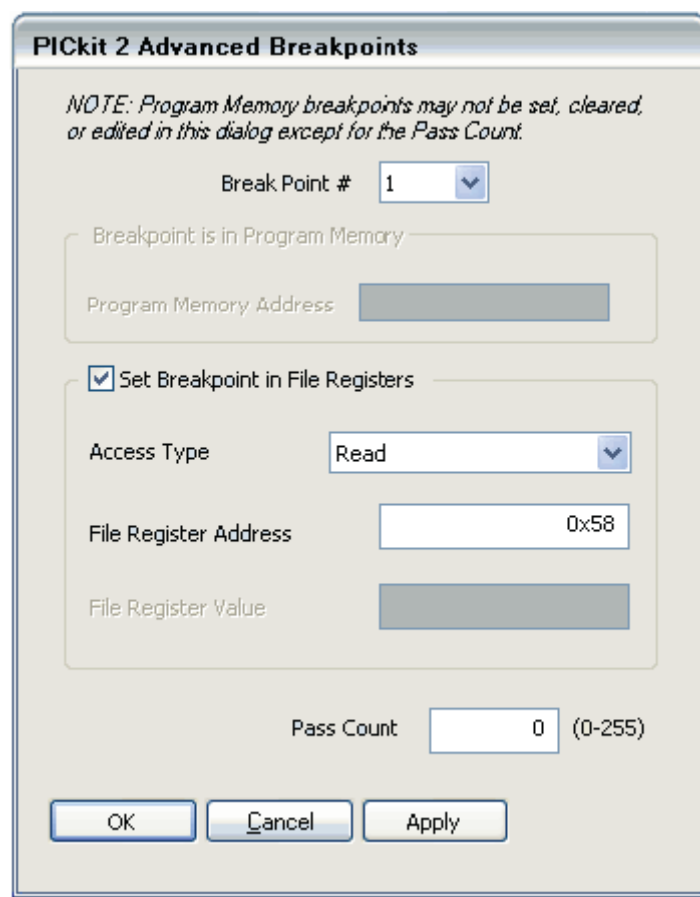 PICkit 2 Advanced Breakpoints
NOTE: Program Memory breakpoints may not be set, cleared,
or edited in this dialog except for the Pass Count.
Break Point # 1
Breakpoint is in Program Memory
Program Memory Address
Set Breakpoint in File Registers
Access Type Read
File Register Address 0x58
File Register Value
Pass Count 0 (0-255)
OK Cancel Apply